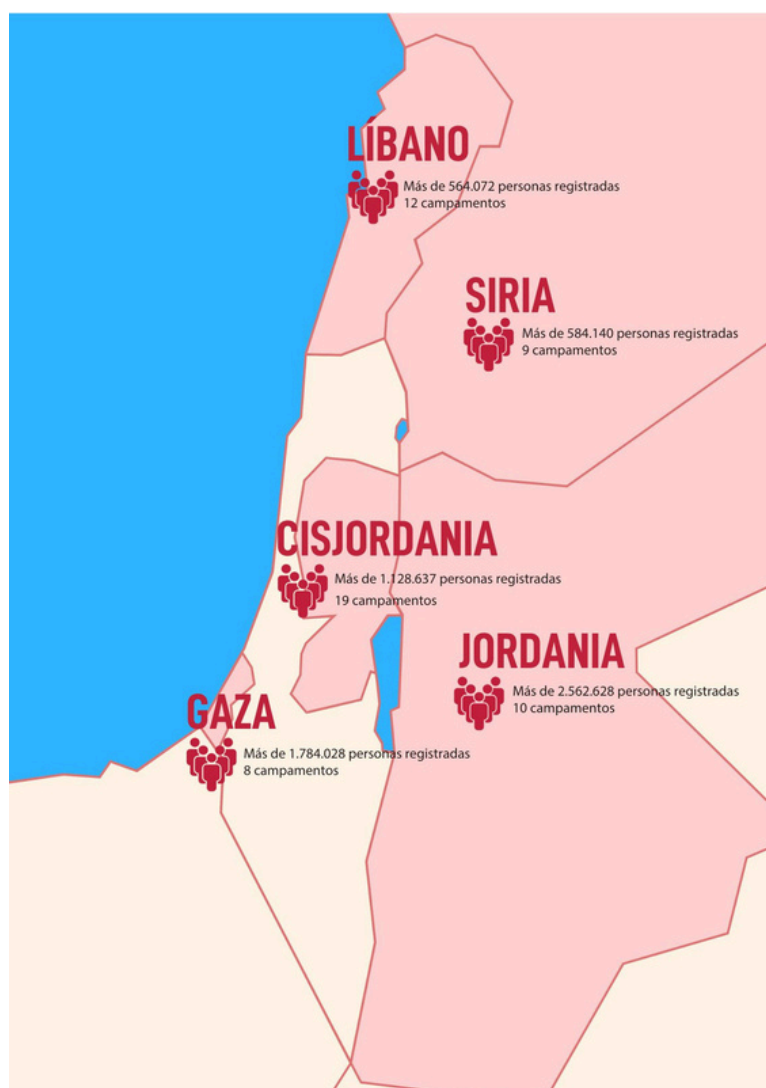 LÍBANO
Más de 564.072 personas registradas
12 campamentos
SIRIA
Más de 584.140 personas registradas
9 campamentos
CISJORDANIA
Más de 1.128.637 personas registradas
19 campamentos
JORDANIA
Más de 2.562.628 personas registradas
10 campamentos
GAZA
Más de 1.784.028 personas registradas
8 campamentos